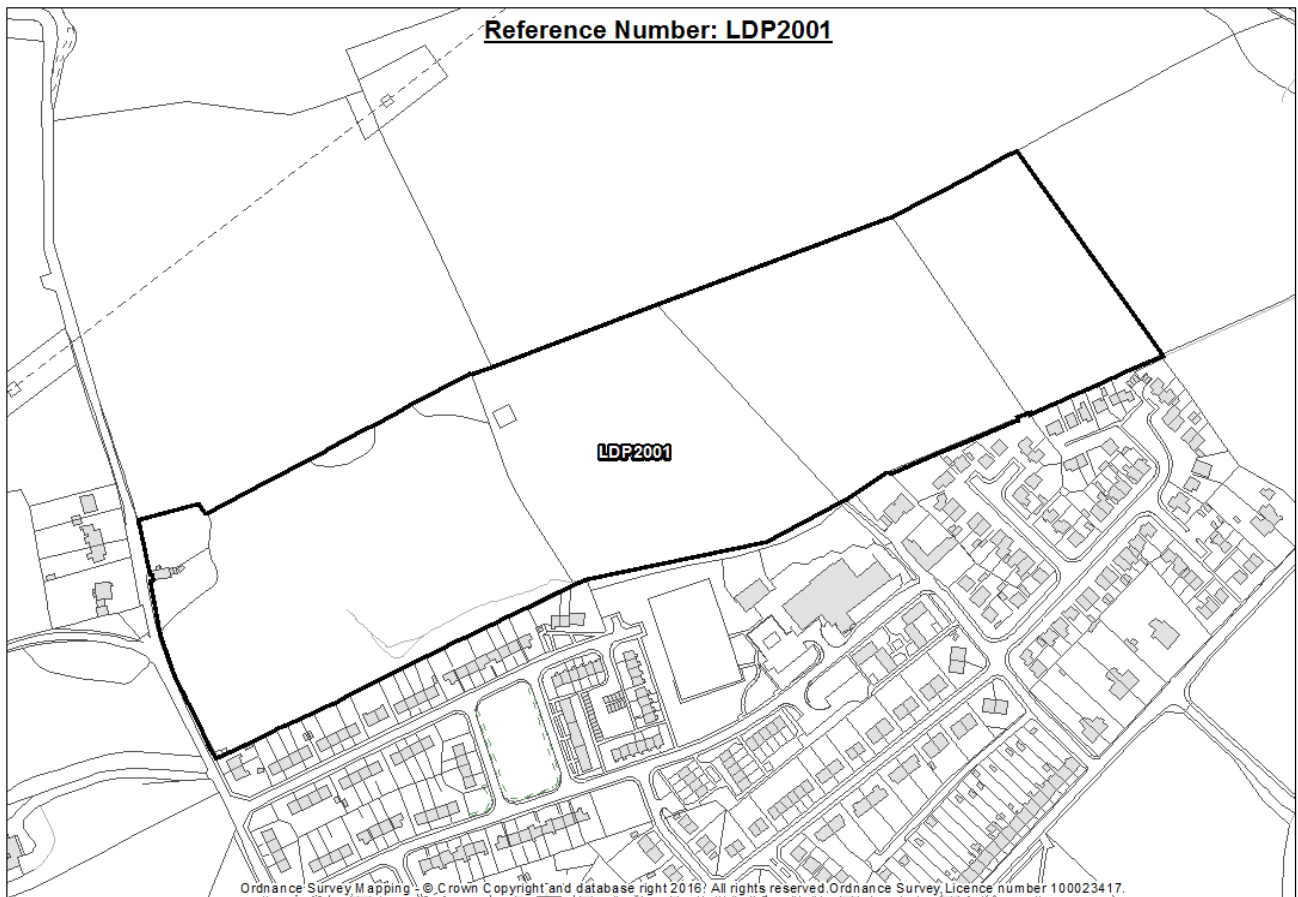 Reference Number: LDP2001
LDP2001
Ordnance Survey Mapping - © Crown Copyright and database right 2016. All rights reserved.Ordnance Survey Licence number 100023417.